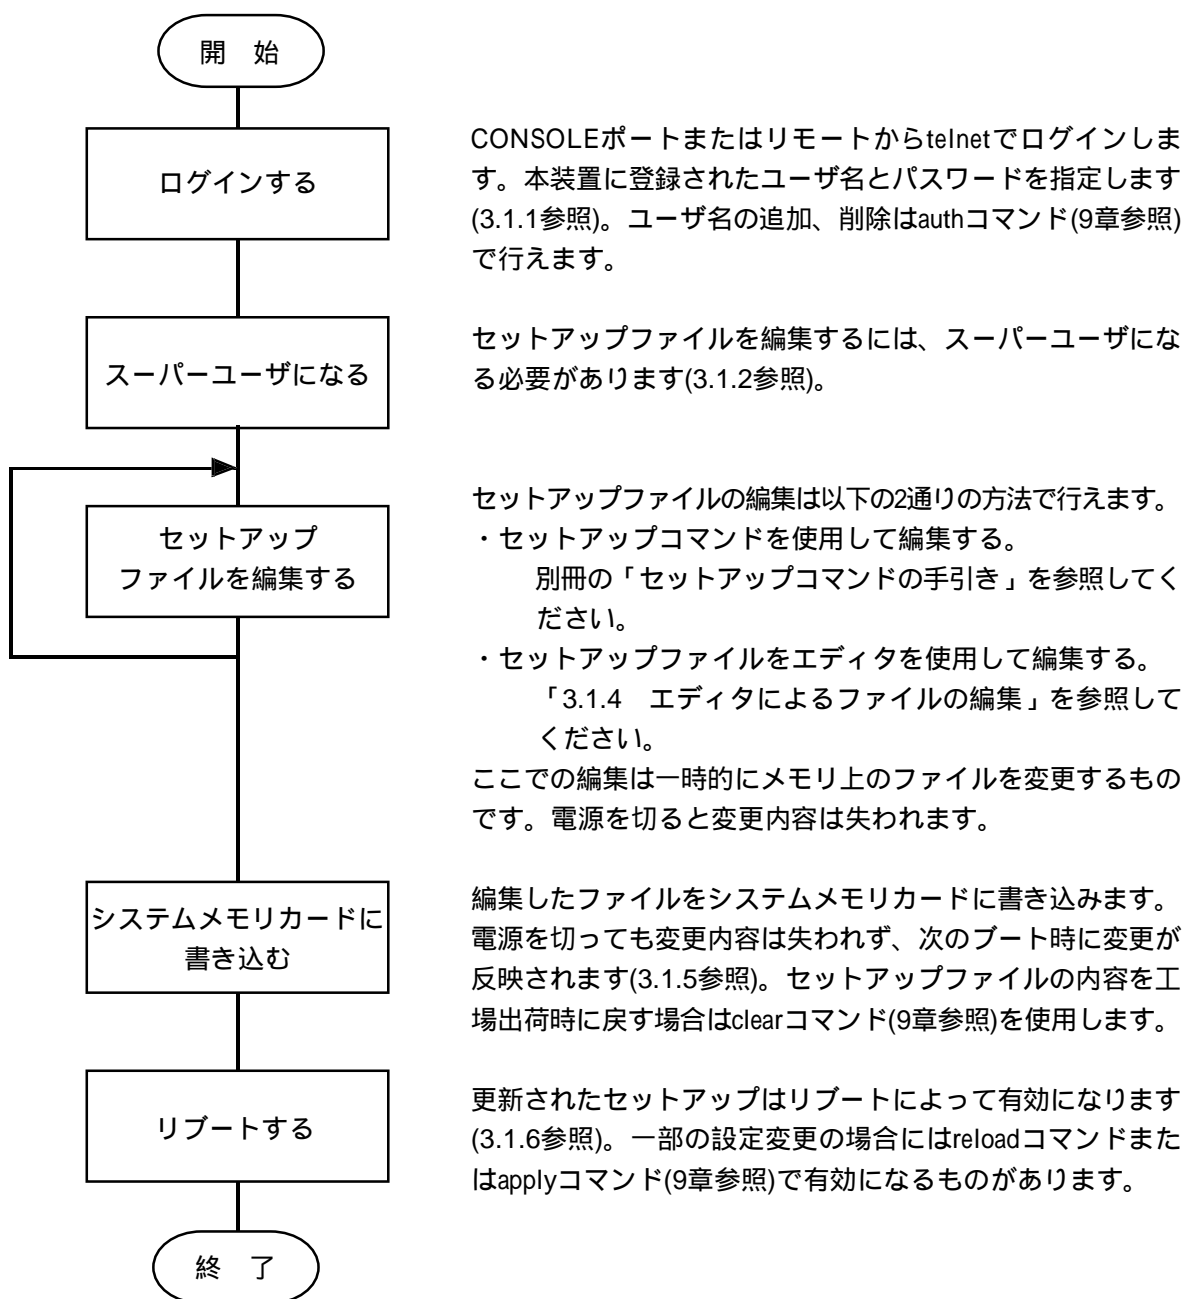 開　始
ログインする
CONSOLEポートまたはリモートからtelnetでログインしま
す。本装置に登録されたユーザ名とパスワードを指定します
(3.1.1参照)。ユーザ名の追加、削除はauthコマンド(9章参照)
で行えます。
スーパーユーザになる
セットアップファイルを編集するには、スーパーユーザにな
る必要があります(3.1.2参照)。
セットアップ
ファイルを編集する
セットアップファイルの編集は以下の2通りの方法で行えます。
・セットアップコマンドを使用して編集する。
別冊の「セットアップコマンドの手引き」を参照してく
ださい。
・セットアップファイルをエディタを使用して編集する。
「3.1.4　エディタによるファイルの編集」を参照して
ください。
ここでの編集は一時的にメモリ上のファイルを変更するもの
です。電源を切ると変更内容は失われます。
システムメモリカードに
書き込む
編集したファイルをシステムメモリカードに書き込みます。
電源を切っても変更内容は失われず、次のブート時に変更が
反映されます(3.1.5参照)。セットアップファイルの内容を工
場出荷時に戻す場合はclearコマンド(9章参照)を使用します。
リブートする
更新されたセットアップはリブートによって有効になります
(3.1.6参照)。一部の設定変更の場合にはreloadコマンドまた
はapplyコマンド(9章参照)で有効になるものがあります。
終　了